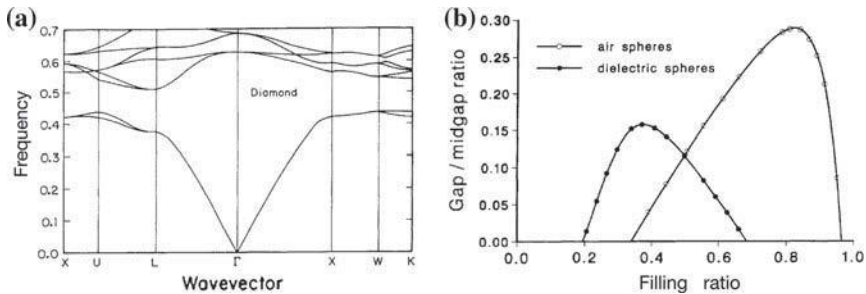 (a)
0.7
0.6
0.5
0.4
0.3
0.2
0.1
0.0
Frequency
Diamond
X U L Γ X W K
Wavevector
(b)
0.30
0.25
0.20
0.15
0.10
0.05
0.00
Gap / midgap ratio
air spheres
dielectric spheres
0.0 0.2 0.4 0.6 0.8 1.0
Filling ratio